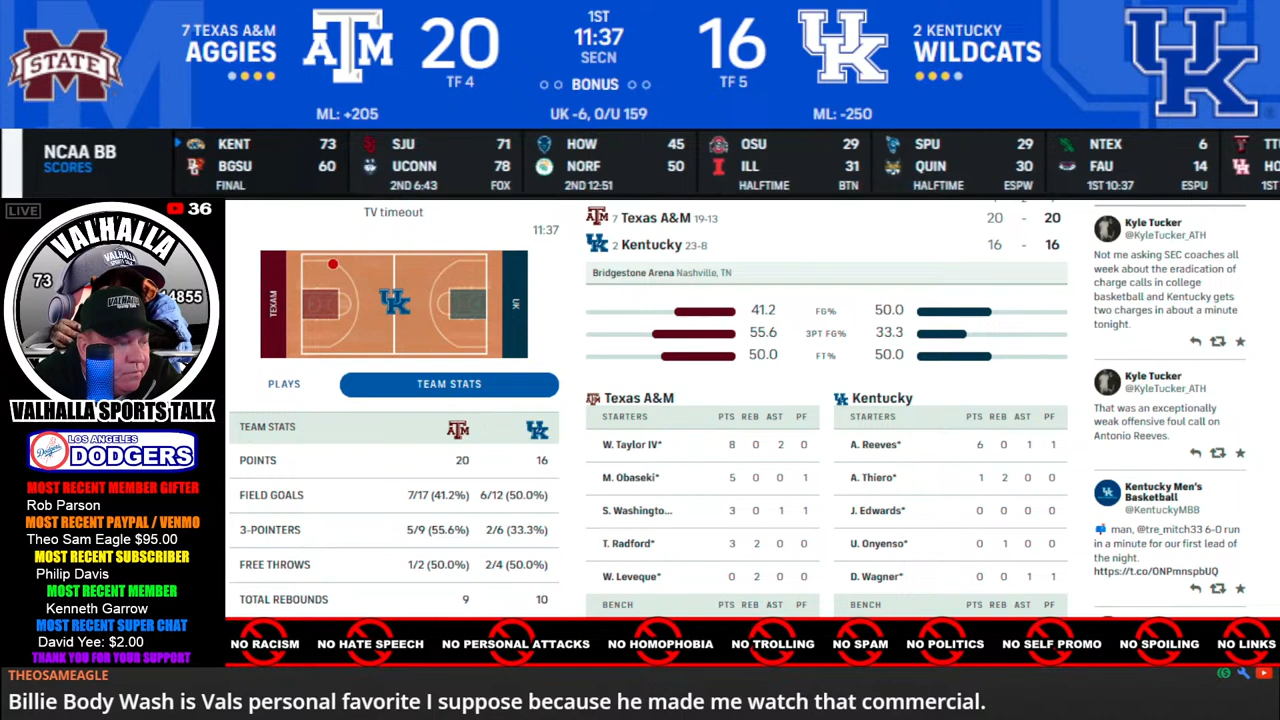 7 TEXAS A&M
AGGIES
20
TF 4
ML: +205
1ST
11:37
SECN
BONUS
UK -6, O/U 159
16
TF 5
ML: -250
2 KENTUCKY
WILDCATS
STATE
NCAA BB
SCORES
KENT 73
BGSU 60
FINAL
SJU 71
UCONN 78
2ND 6:43 FOX
HOW 45
NORF 50
2ND 12:51
OSU 29
ILL 31
HALFTIME BTN
SPU 29
QUIN 30
HALFTIME ESPW
NTEX 6
FAU 14
1ST 10:37 ESPU
1ST
LIVE
36
VALHALLA
73
44855
VALHALLA SPORTS TALK
LOS ANGELES
DODGERS
MOST RECENT MEMBER GIFTER
Rob Parson
MOST RECENT PAYPAL / VENMO
Theo Sam Eagle $95.00
MOST RECENT SUBSCRIBER
Philip Davis
MOST RECENT MEMBER
Kenneth Garrow
MOST RECENT SUPER CHAT
David Yee: $2.00
THANK YOU FOR YOUR SUPPORT
TV timeout
11:37
TEXAM
UK
PLAYS TEAM STATS
TEAM STATS
POINTS 20 16
FIELD GOALS 7/17 (41.2%) 6/12 (50.0%)
3-POINTERS 5/9 (55.6%) 2/6 (33.3%)
FREE THROWS 1/2 (50.0%) 2/4 (50.0%)
TOTAL REBOUNDS 9 10
7 Texas A&M 19-13 20 - 20
2 Kentucky 23-8 16 - 16
Bridgestone Arena Nashville, TN
41.2 FG% 50.0
55.6 3PT FG% 33.3
50.0 FT% 50.0
Texas A&M
STARTERS PTS REB AST PF
W. Taylor IV* 8 0 2 0
M. Obaseki* 5 0 0 1
S. Washingto... 3 0 1 1
T. Radford* 3 2 0 0
W. Leveque* 0 2 0 0
BENCH PTS REB AST PF
Kentucky
STARTERS PTS REB AST PF
A. Reeves* 6 0 1 1
A. Thiero* 1 2 0 0
J. Edwards* 0 0 0 0
U. Onyenso* 0 1 0 0
D. Wagner* 0 0 1 1
BENCH PTS REB AST PF
Kyle Tucker
@KyleTucker_ATH
Not me asking SEC coaches all
week about the eradication of
charge calls in college
basketball and Kentucky gets
two charges in about a minute
tonight.
Kyle Tucker
@KyleTucker_ATH
That was an exceptionally
weak offensive foul call on
Antonio Reeves.
Kentucky Men's
Basketball
@KentuckyMBB
man, @tre_mitch33 6-0 run
in a minute for our first lead of
the night.
https://t.co/ONPmnspbUQ
NO RACISM NO HATE SPEECH NO PERSONAL ATTACKS NO HOMOPHOBIA NO TROLLING NO SPAM NO POLITICS NO SELF PROMO NO SPOILING NO LINKS
THEOSAMEAGLE
Billie Body Wash is Vals personal favorite I suppose because he made me watch that commercial.